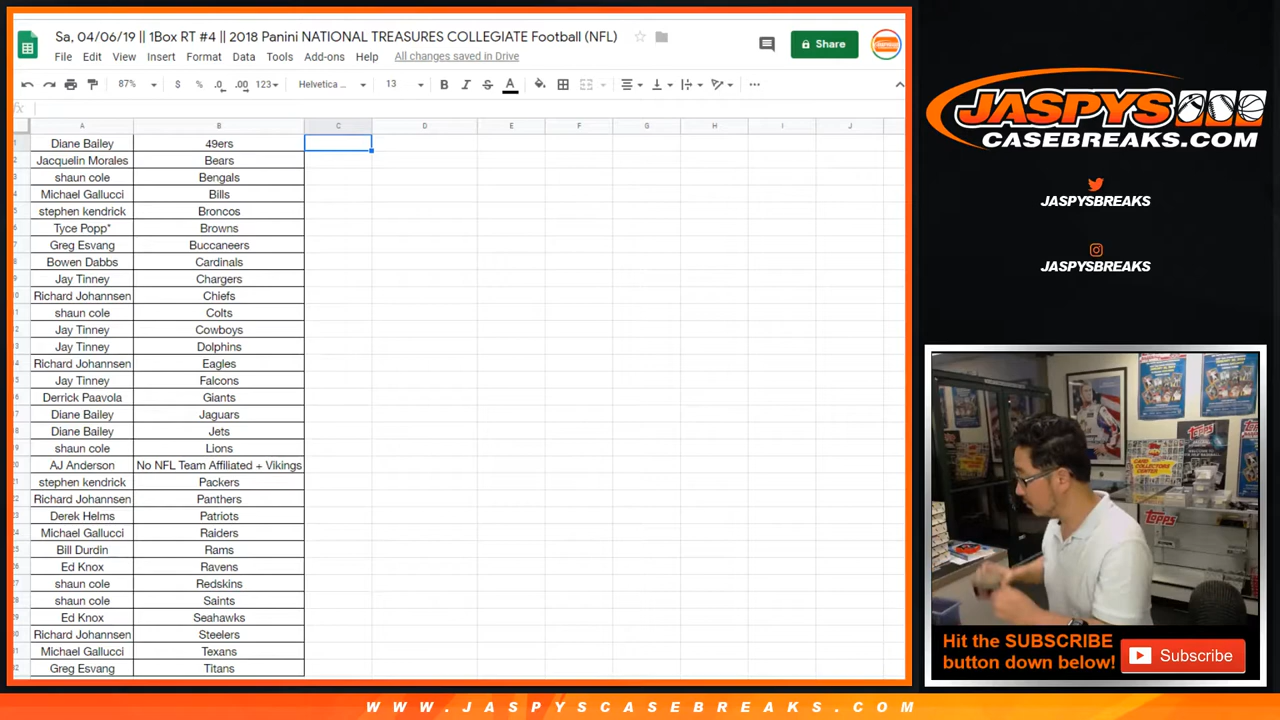 Sa, 04/06/19 || 1Box RT #4 || 2018 Panini NATIONAL TREASURES COLLEGIATE Football (NFL)
File Edit View Insert Format Data Tools Add-ons Help All changes saved in Drive
Share
87% $ % .0 .00 123 Helvetica ... 13 B I S A
fx
A B C D E F G H I J
Diane Bailey 49ers
2 Jacquelin Morales Bears
3 shaun cole Bengals
4 Michael Gallucci Bills
5 stephen kendrick Broncos
6 Tyce Popp* Browns
7 Greg Esvang Buccaneers
8 Bowen Dabbs Cardinals
9 Jay Tinney Chargers
10 Richard Johannsen Chiefs
11 shaun cole Colts
12 Jay Tinney Cowboys
13 Jay Tinney Dolphins
14 Richard Johannsen Eagles
15 Jay Tinney Falcons
16 Derrick Paavola Giants
17 Diane Bailey Jaguars
18 Diane Bailey Jets
19 shaun cole Lions
20 AJ Anderson No NFL Team Affiliated + Vikings
21 stephen kendrick Packers
22 Richard Johannsen Panthers
23 Derek Helms Patriots
24 Michael Gallucci Raiders
25 Bill Durdin Rams
26 Ed Knox Ravens
27 shaun cole Redskins
28 shaun cole Saints
29 Ed Knox Seahawks
30 Richard Johannsen Steelers
31 Michael Gallucci Texans
32 Greg Esvang Titans
JASPYS
CASEBREAKS.COM
JASPYSBREAKS
JASPYSBREAKS
CARD COLLECTORS CENTER
TOPPS
TOPPS
Hit the SUBSCRIBE
button down below!
Subscribe
WWW.JASPYSCASEBREAKS.COM